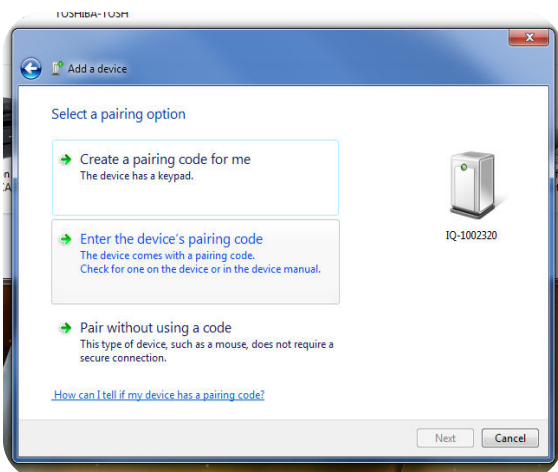 TOSHIBA-TOSH
Add a device
Select a pairing option
Create a pairing code for me
The device has a keypad.
Enter the device's pairing code
The device comes with a pairing code.
Check for one on the device or in the device manual.
IQ-1002320
Pair without using a code
This type of device, such as a mouse, does not require a
secure connection.
How can I tell if my device has a pairing code?
Next
Cancel